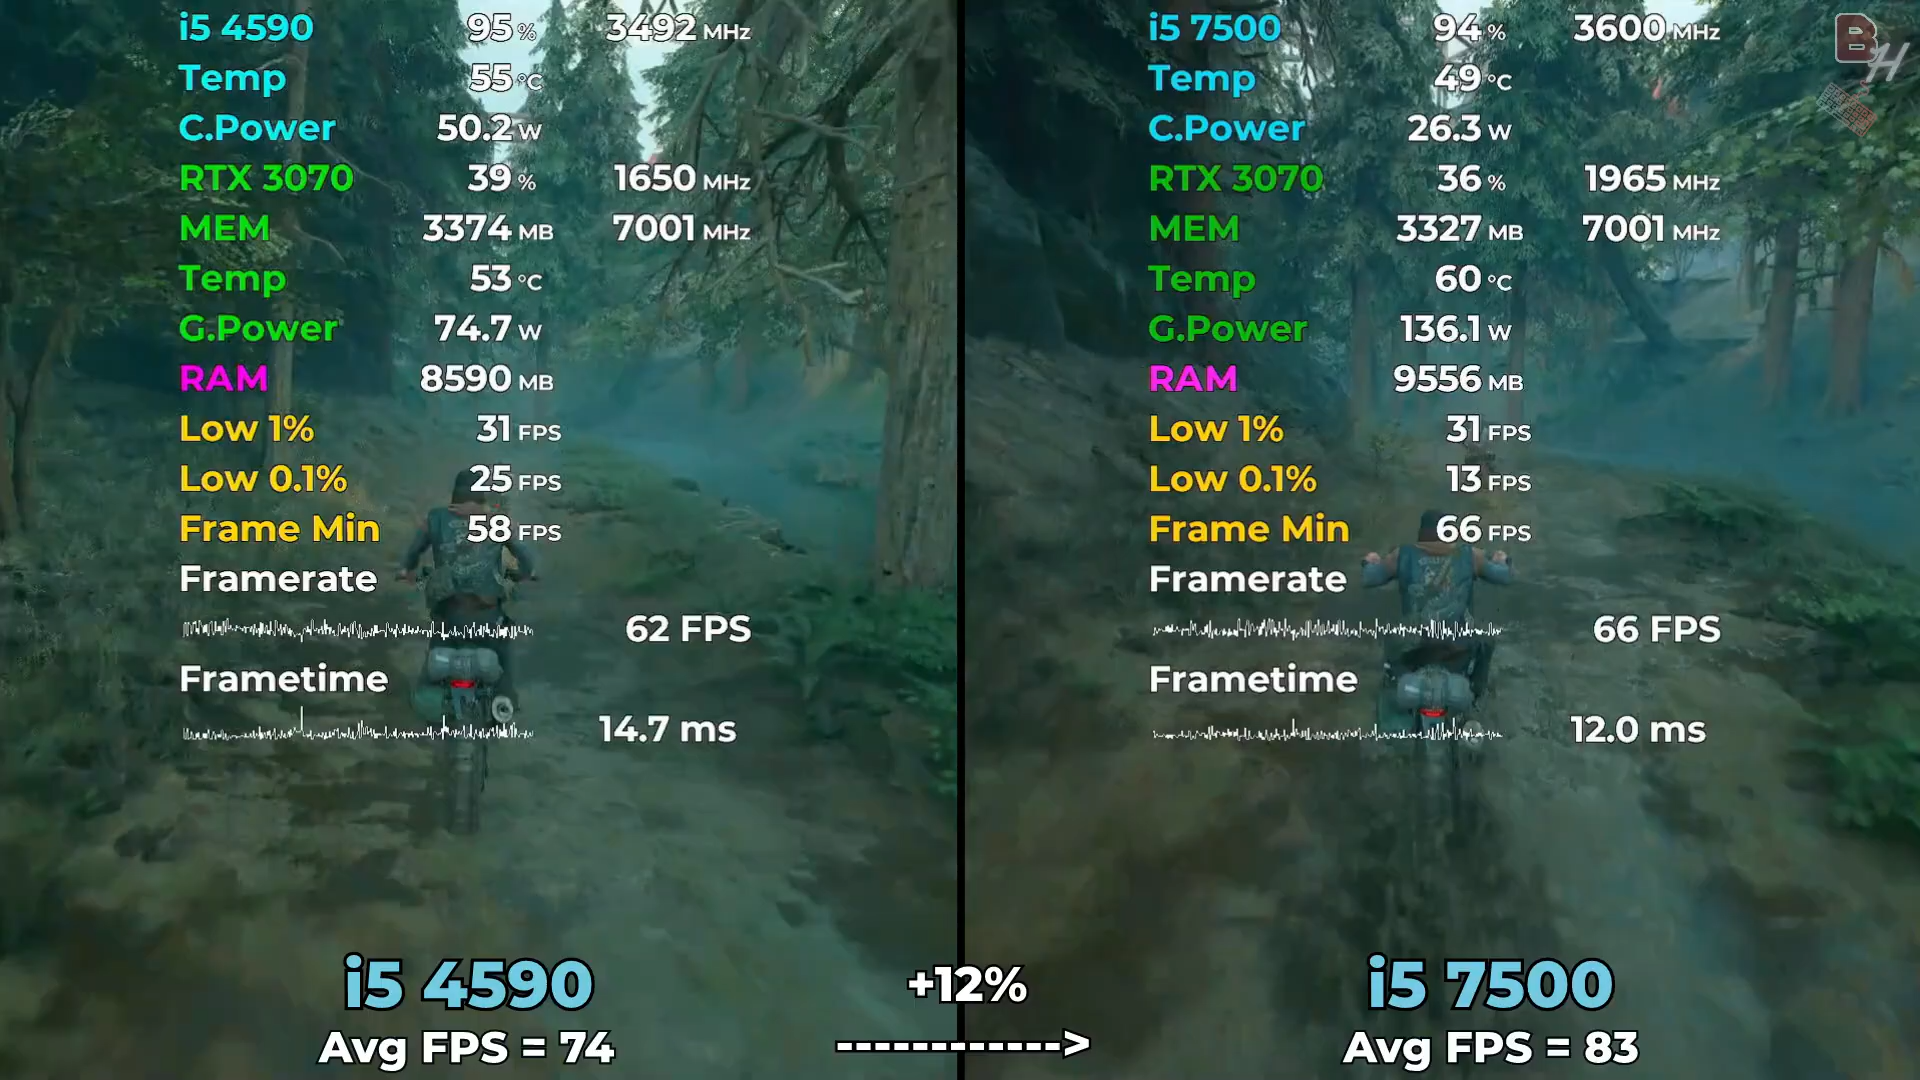 i5 4590 95 % 3492 MHz
Temp 55 °C
C.Power 50.2 W
RTX 3070 39 % 1650 MHz
MEM 3374 MB 7001 MHz
Temp 53 °C
G.Power 74.7 W
RAM 8590 MB
Low 1% 31 FPS
Low 0.1% 25 FPS
Frame Min 58 FPS
Framerate
62 FPS
Frametime
14.7 ms
i5 4590
Avg FPS = 74
+12%
------------>
i5 7500 94 % 3600 MHz
Temp 49 °C
C.Power 26.3 W
RTX 3070 36 % 1965 MHz
MEM 3327 MB 7001 MHz
Temp 60 °C
G.Power 136.1 W
RAM 9556 MB
Low 1% 31 FPS
Low 0.1% 13 FPS
Frame Min 66 FPS
Framerate
66 FPS
Frametime
12.0 ms
i5 7500
Avg FPS = 83
BH